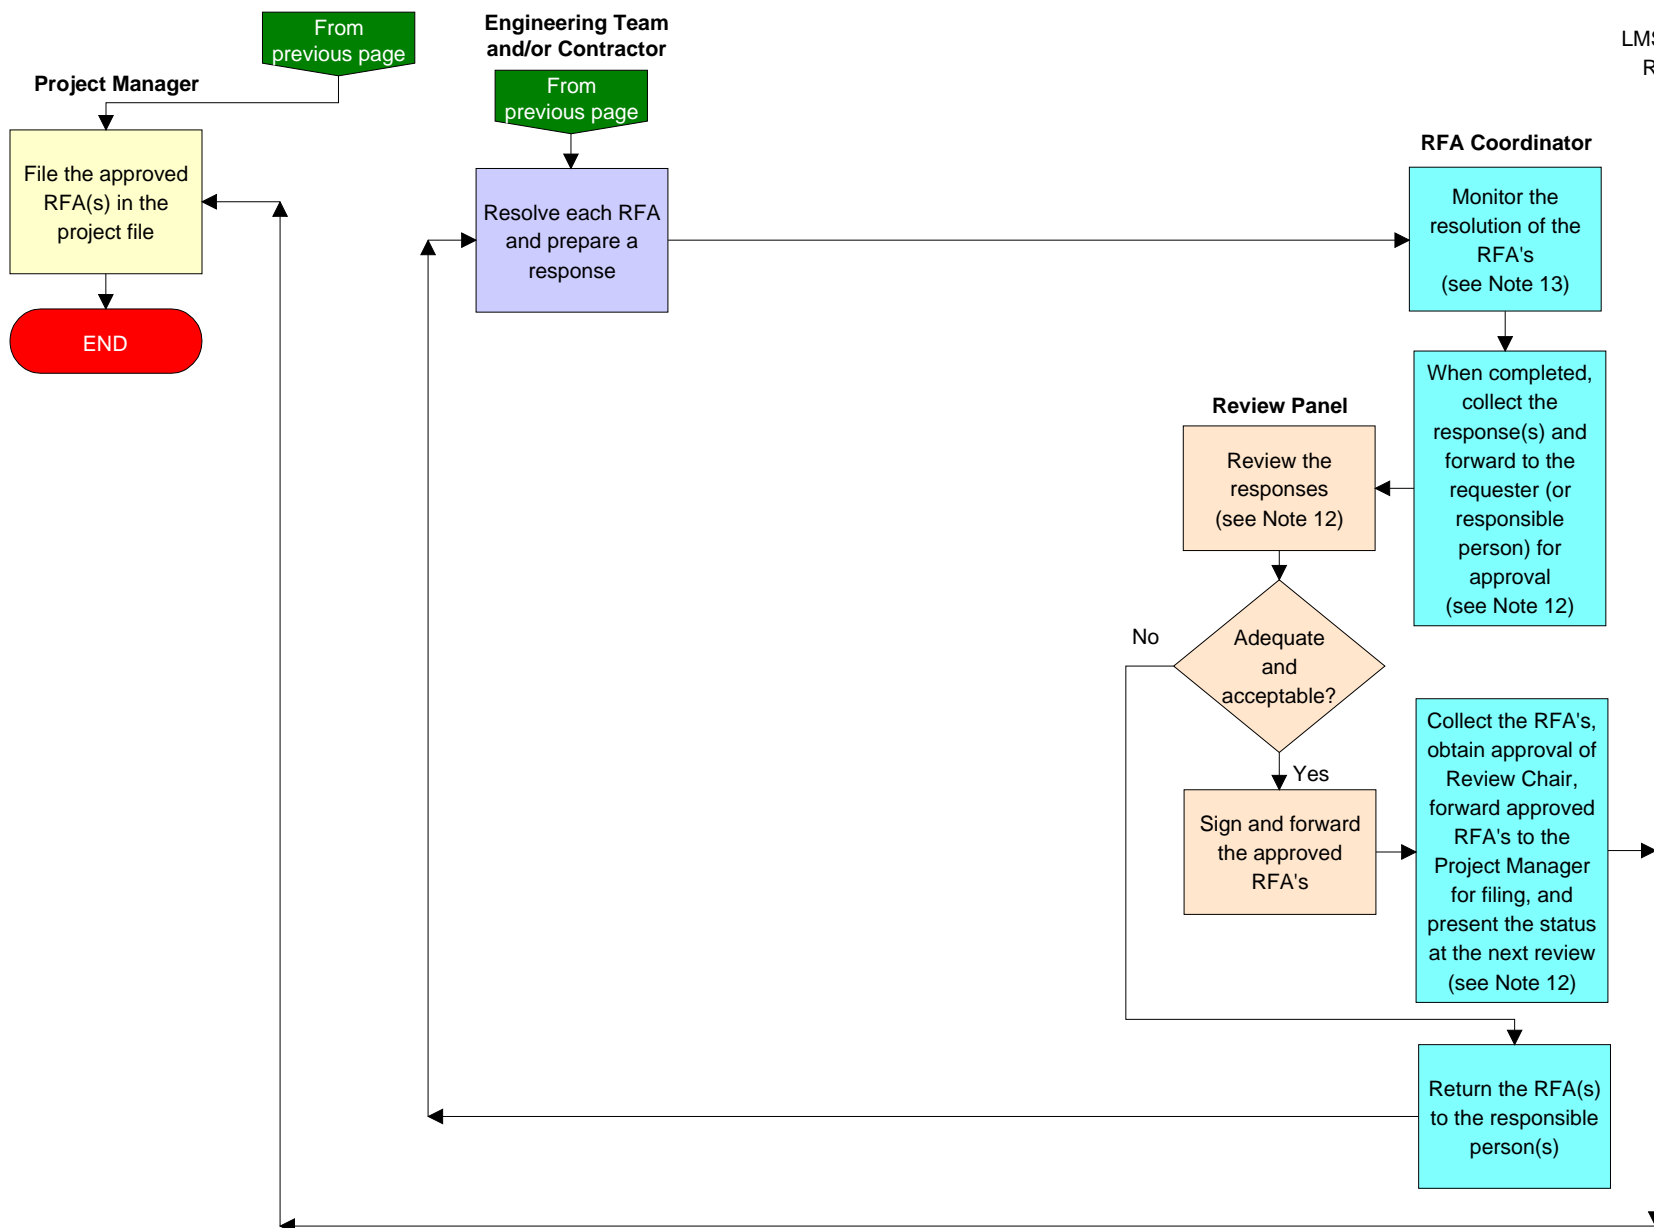 From
previous page
Engineering Team
and/or Contractor
LMS
R
Project Manager
From
previous page
RFA Coordinator
File the approved
RFA(s) in the
project file
Resolve each RFA
and prepare a
response
Monitor the
resolution of the
RFA's
(see Note 13)
END
When completed,
collect the
response(s) and
forward to the
requester (or
responsible
person) for
approval
(see Note 12)
Review Panel
Review the
responses
(see Note 12)
No
Adequate
and
acceptable?
Yes
Sign and forward
the approved
RFA's
Collect the RFA's,
obtain approval of
Review Chair,
forward approved
RFA's to the
Project Manager
for filing, and
present the status
at the next review
(see Note 12)
Return the RFA(s)
to the responsible
person(s)